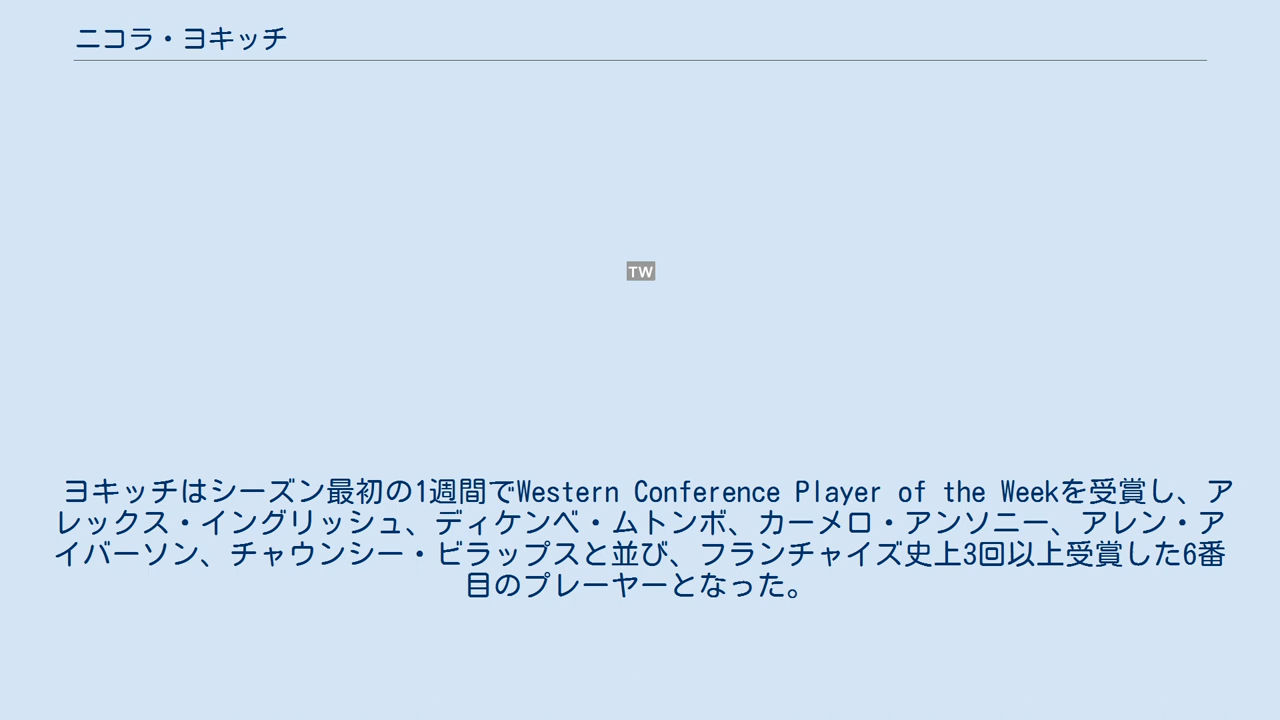 ニコラ・ヨキッチ
TW
ヨキッチはシーズン最初の1週間でWestern Conference Player of the Weekを受賞し、ア
レックス・イングリッシュ、ディケンベ・ムトンボ、カーメロ・アンソニー、アレン・ア
イバーソン、チャウンシー・ビラップスと並び、フランチャイズ史上3回以上受賞した6番
目のプレーヤーとなった。